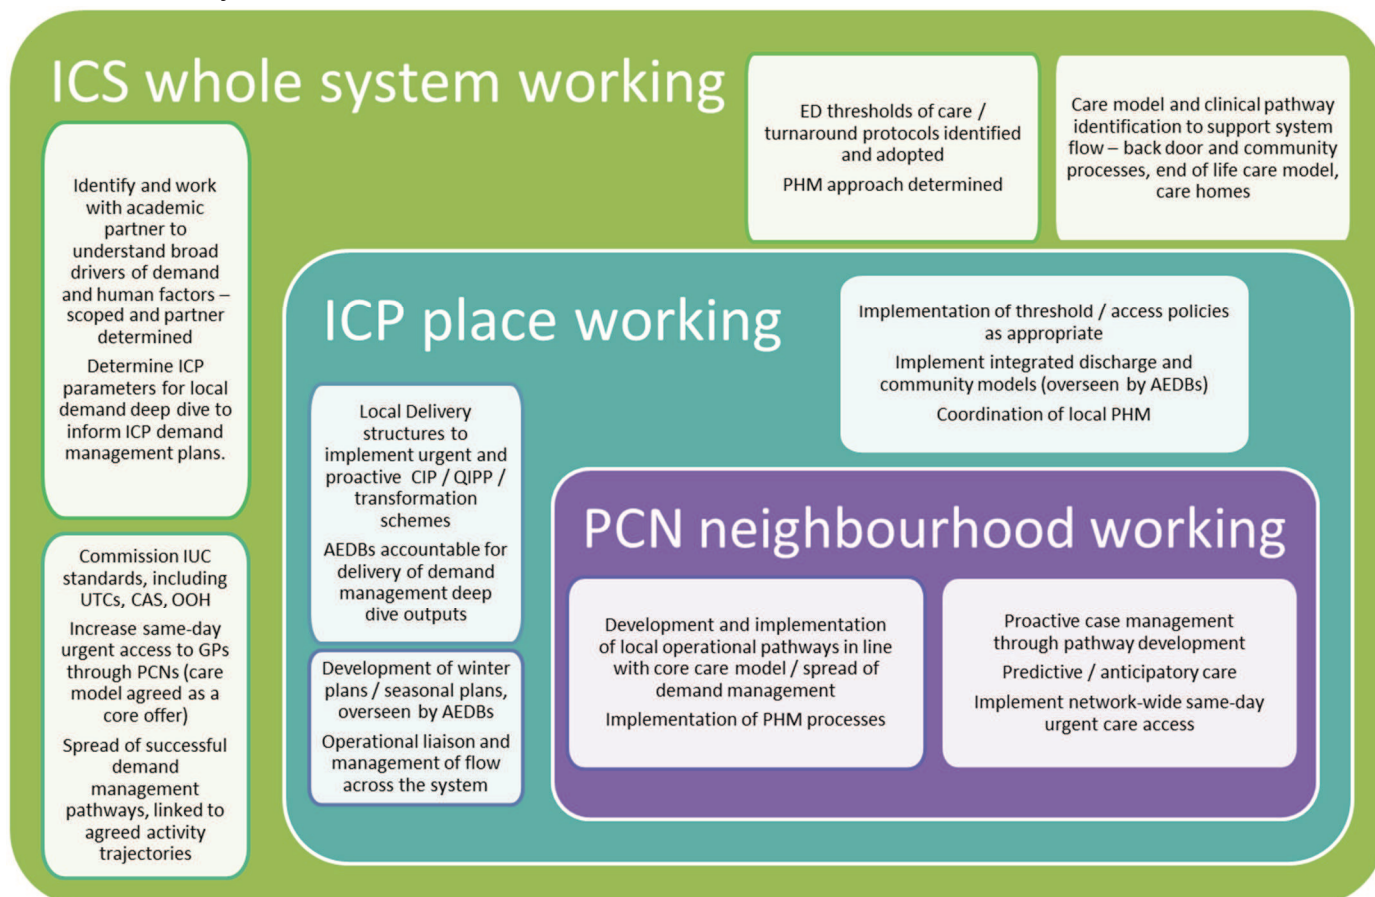 ICS whole system working
ED thresholds of care /
turnaround protocols identified
and adopted
PHM approach determined
Care model and clinical pathway
identification to support system
flow – back door and community
processes, end of life care model,
care homes
Identify and work
with academic
partner to
understand broad
drivers of demand
and human factors –
scoped and partner
determined
Determine ICP
parameters for local
demand deep dive to
inform ICP demand
management plans.
Commission IUC
standards, including
UTCs, CAS, OOH
Increase same-day
urgent access to GPs
through PCNs (care
model agreed as a
core offer)
Spread of successful
demand
management
pathways, linked to
agreed activity
trajectories
ICP place working
Implementation of threshold / access policies
as appropriate
Implement integrated discharge and
community models (overseen by AEDBs)
Coordination of local PHM
Local Delivery
structures to
implement urgent and
proactive CIP / QIPP /
transformation
schemes
AEDBs accountable for
delivery of demand
management deep
dive outputs
Development of winter
plans / seasonal plans,
overseen by AEDBs
Operational liaison and
management of flow
across the system
PCN neighbourhood working
Development and implementation
of local operational pathways in line
with core care model / spread of
demand management
Implementation of PHM processes
Proactive case management
through pathway development
Predictive / anticipatory care
Implement network-wide same-day
urgent care access